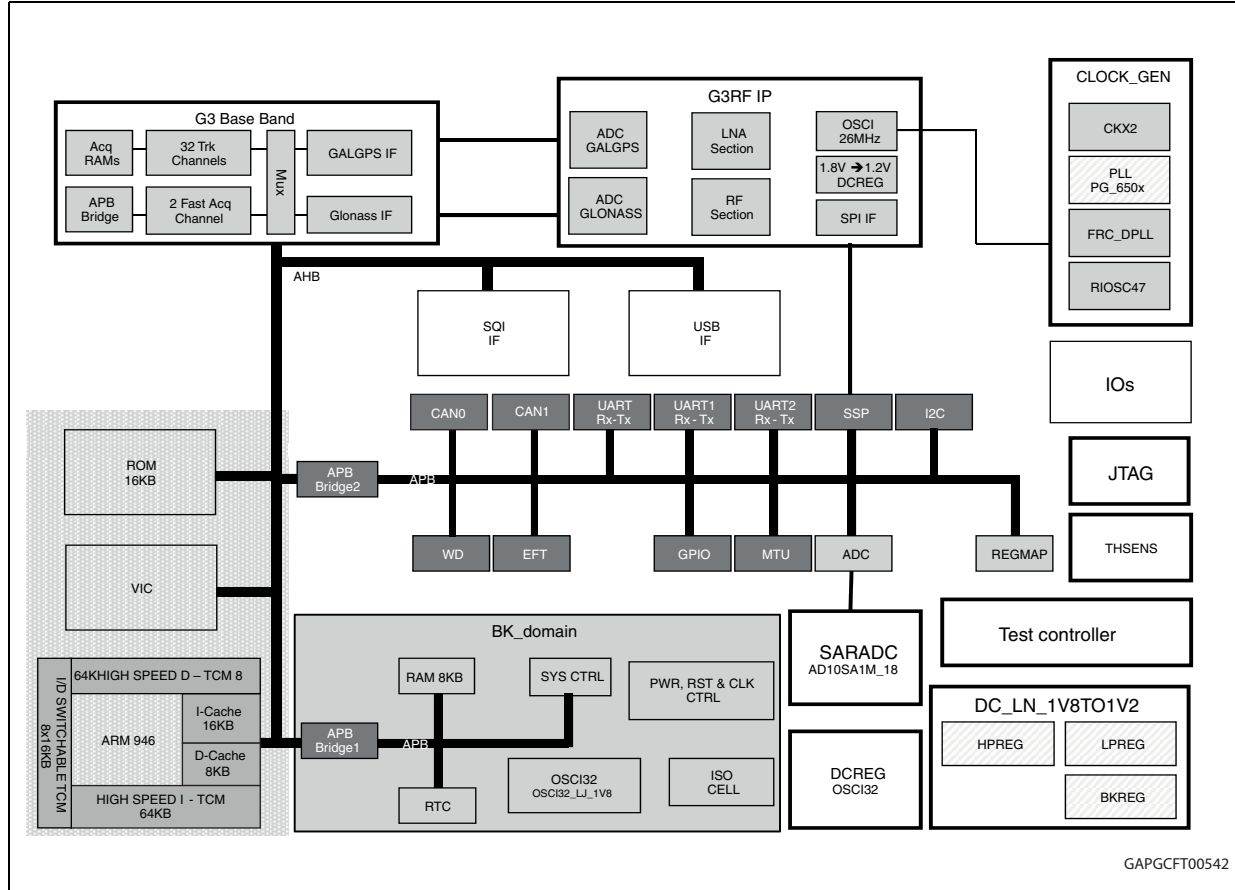 G3 Base Band
Acq
RAMs
32 Trk
Channels
Mux
GALGPS IF
APB
Bridge
2 Fast Acq
Channel
Glonass IF
G3RF IP
ADC
GALGPS
LNA
Section
OSCI
26MHz
1.8V ➔1.2V
DCREG
ADC
GLONASS
RF
Section
SPI IF
CLOCK_GEN
CKX2
PLL
PG_650x
FRC_DPLL
RIOSC47
AHB
SQI
IF
USB
IF
IOs
CAN0
CAN1
UART
Rx-Tx
UART1
Rx - Tx
UART2
Rx - Tx
SSP
I2C
ROM
16KB
APB
Bridge2
APB
JTAG
WD
EFT
GPIO
MTU
ADC
REGMAP
THSENS
VIC
Test controller
BK_domain
RAM 8KB
SYS CTRL
PWR, RST & CLK
CTRL
APB
Bridge1
APB
RTC
OSCI32
OSCI32_LJ_1V8
ISO
CELL
SARADC
AD10SA1M_18
DCREG
OSCI32
DC_LN_1V8TO1V2
HPREG
LPREG
BKREG
I/D SWITCHABLE TCM
8x16KB
64KHIGH SPEED D – TCM 8
ARM 946
I-Cache
16KB
D-Cache
8KB
HIGH SPEED I - TCM
64KB
GAPGCFT00542